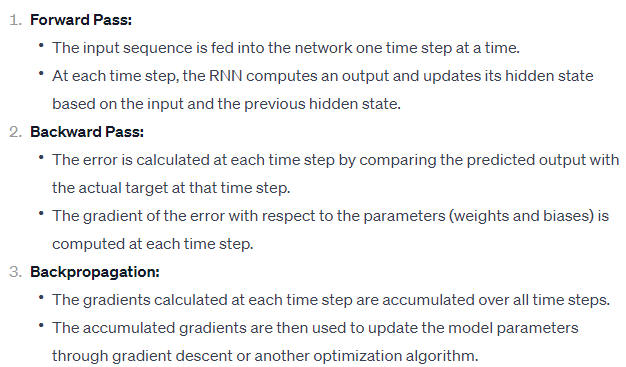 1. Forward Pass:
• The input sequence is fed into the network one time step at a time.
• At each time step, the RNN computes an output and updates its hidden state
based on the input and the previous hidden state.
2. Backward Pass:
• The error is calculated at each time step by comparing the predicted output with
the actual target at that time step.
• The gradient of the error with respect to the parameters (weights and biases) is
computed at each time step.
3. Backpropagation:
• The gradients calculated at each time step are accumulated over all time steps.
• The accumulated gradients are then used to update the model parameters
through gradient descent or another optimization algorithm.